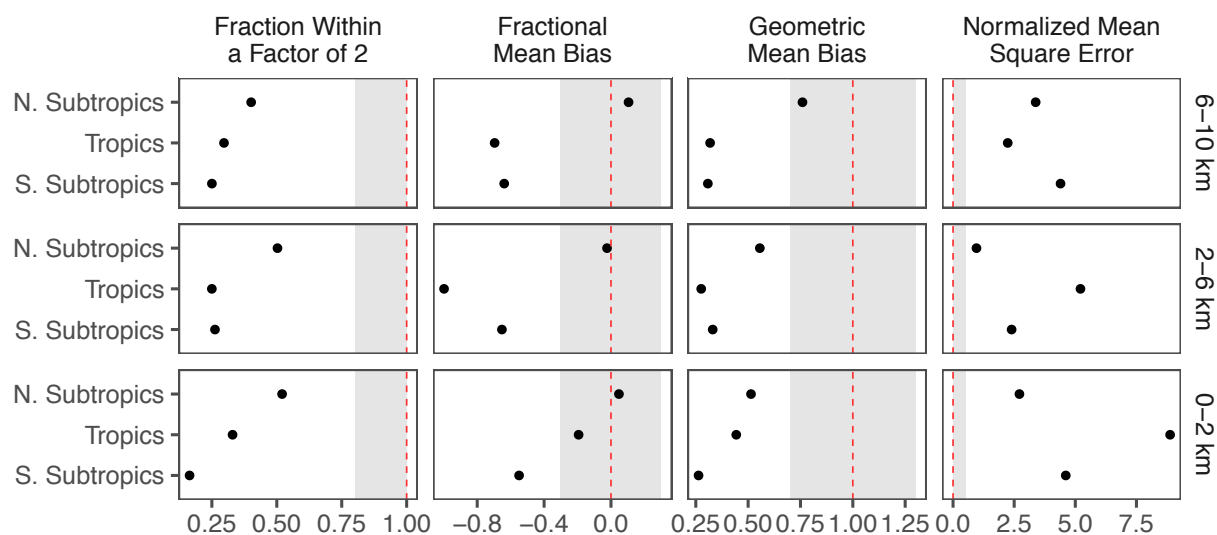 Fraction Within
a Factor of 2
Fractional
Mean Bias
Geometric
Mean Bias
Normalized Mean
Square Error
N. Subtropics
Tropics
S. Subtropics
6–10 km
N. Subtropics
Tropics
S. Subtropics
2–6 km
N. Subtropics
Tropics
S. Subtropics
0–2 km
0.25 0.50 0.75 1.00 −0.8 −0.4 0.0 0.25 0.50 0.75 1.00 1.25 0.0 2.5 5.0 7.5